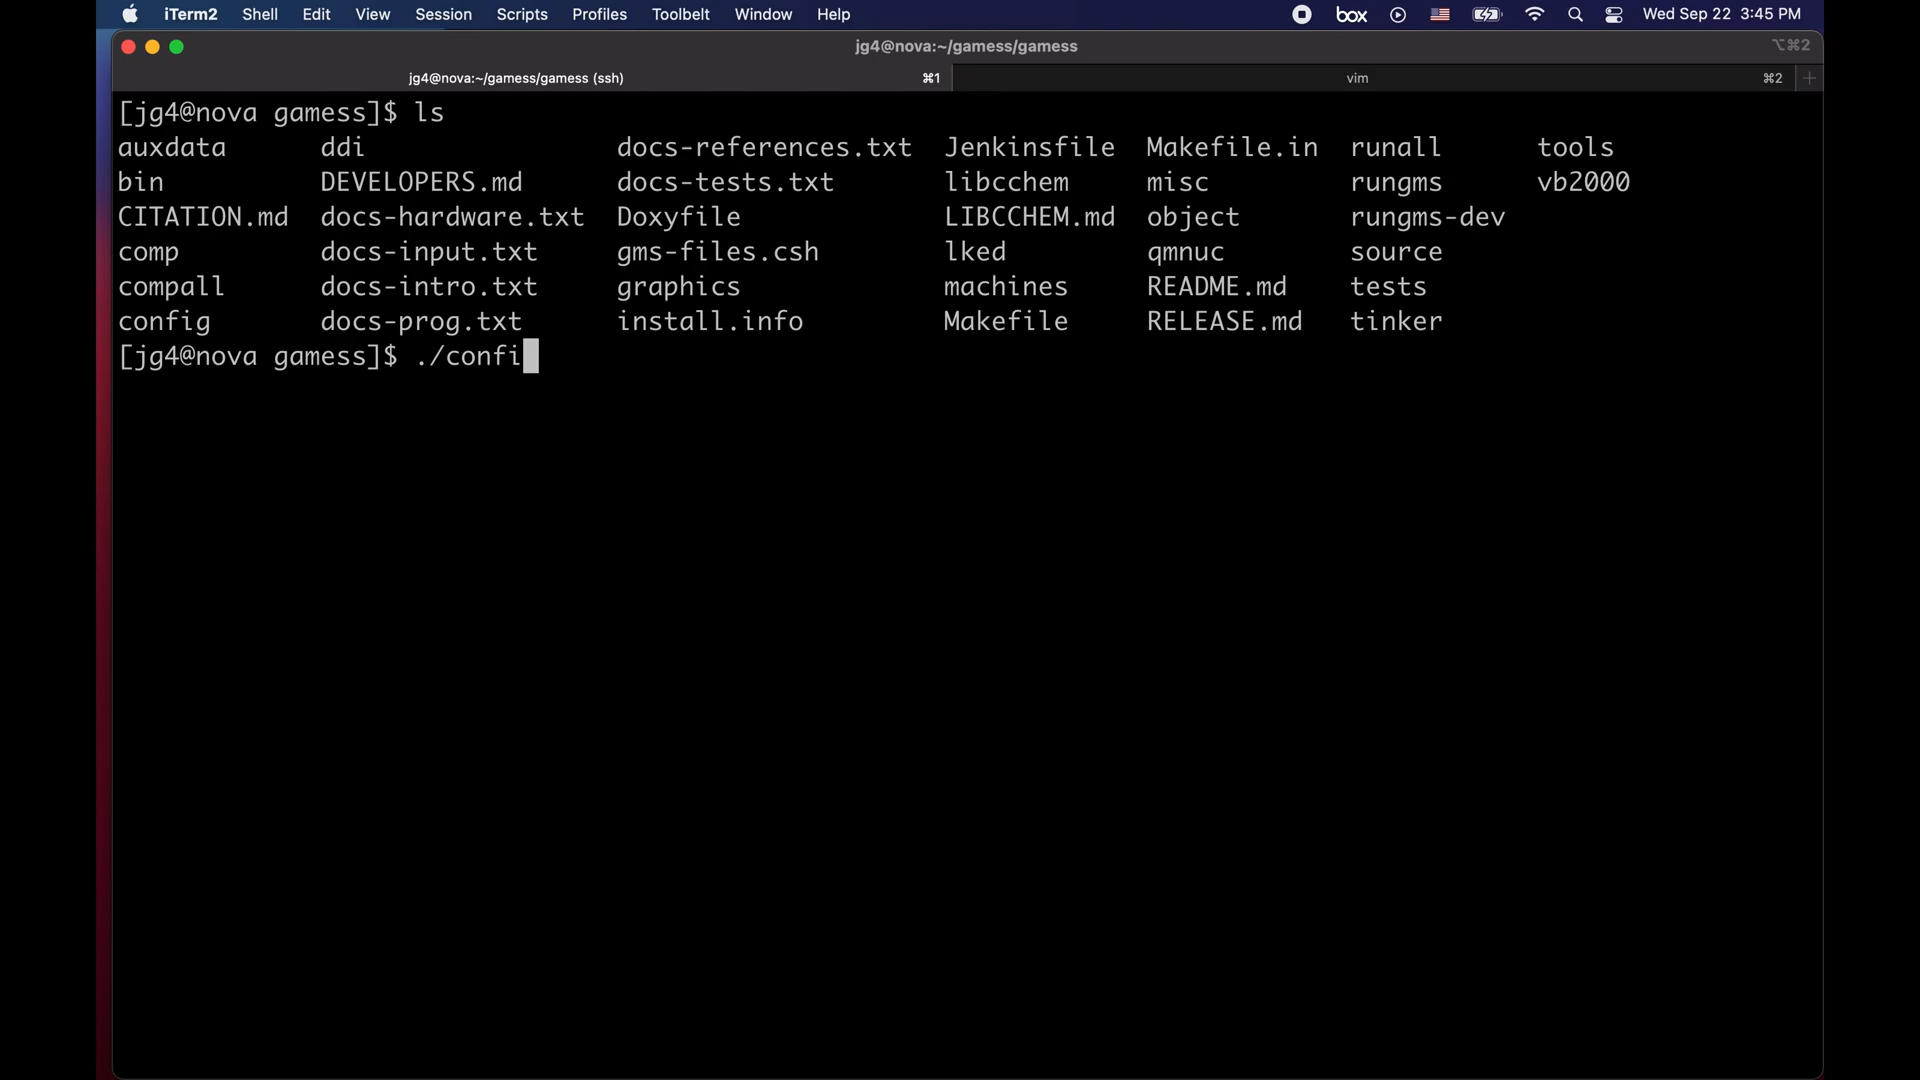 iTerm2 Shell Edit View Session Scripts Profiles Toolbelt Window Help box Wed Sep 22 3:45 PM
jg4@nova:~/gamess/gamess ⌥⌘2
jg4@nova:~/gamess/gamess (ssh) ⌘1 vim ⌘2 +
[jg4@nova gamess]$ ls
auxdata ddi docs-references.txt Jenkinsfile Makefile.in runall tools
bin DEVELOPERS.md docs-tests.txt libcchem misc rungms vb2000
CITATION.md docs-hardware.txt Doxyfile LIBCCHEM.md object rungms-dev
comp docs-input.txt gms-files.csh lked qmnuc source
compall docs-intro.txt graphics machines README.md tests
config docs-prog.txt install.info Makefile RELEASE.md tinker
[jg4@nova gamess]$ ./confi